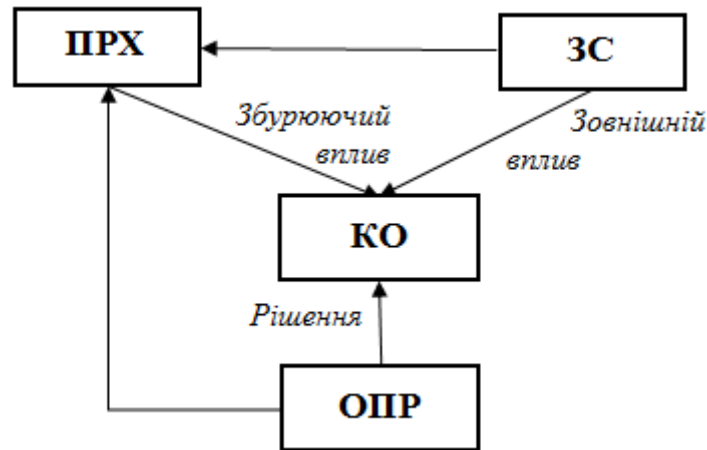 ПРХ
ЗС
Збурюючий
вплив
Зовнішній
вплив
КО
Рішення
ОПР